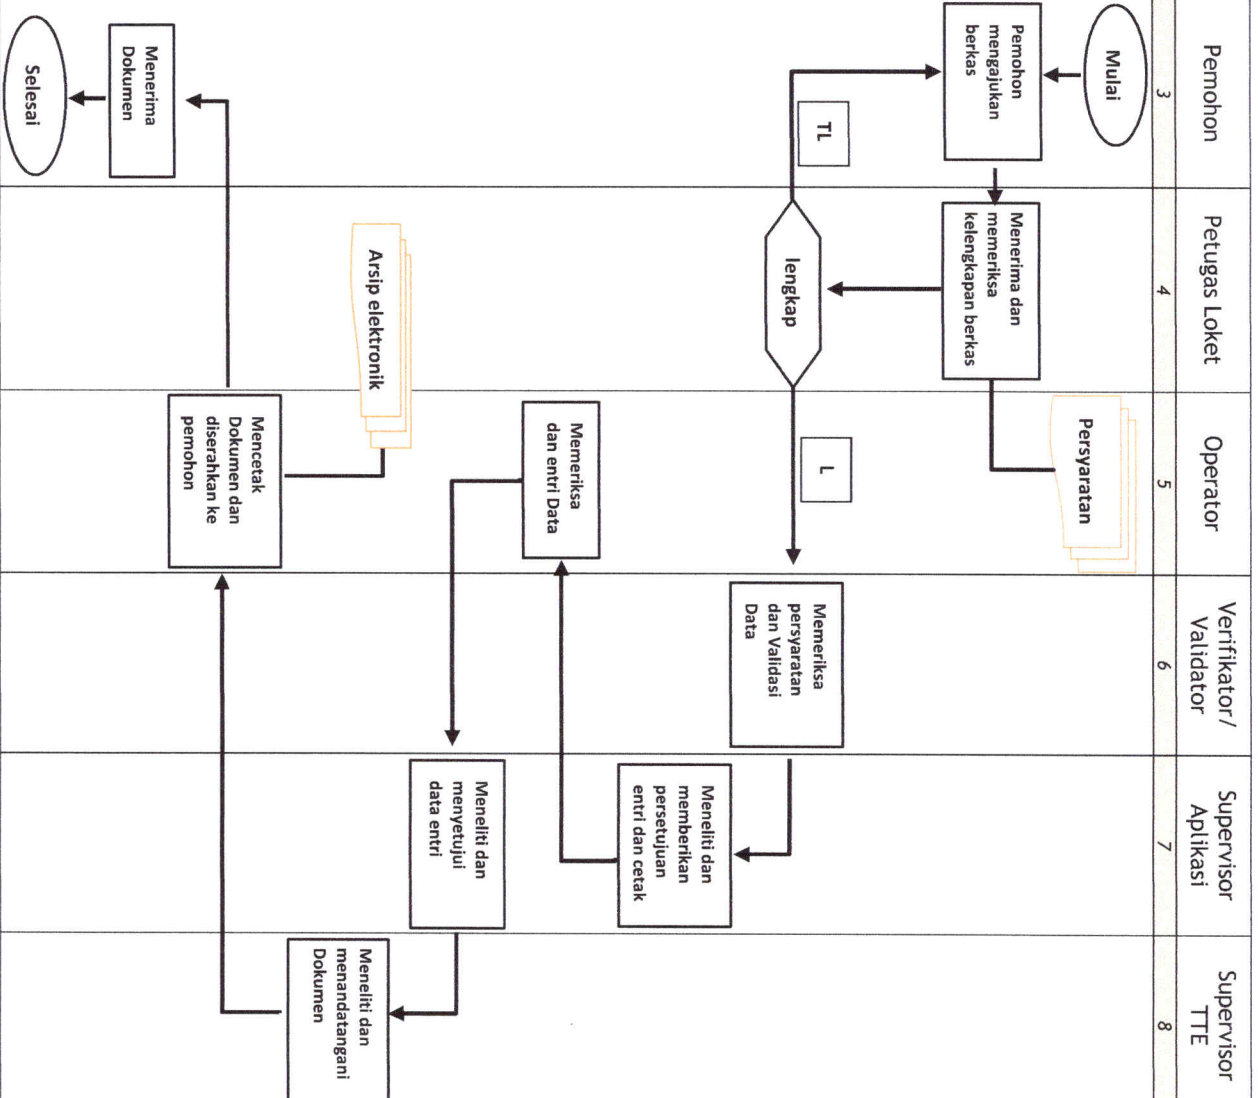 Pemohon
Petugas Loket
Operator
Verifikator/
Validator
Supervisor
Aplikasi
Supervisor
TTE
3
4
5
6
7
8
Mulai
Pemohon
mengajukan
berkas
Menerima dan
memeriksa
kelengkapan berkas
Persyaratan
TL
lengkap
L
Memeriksa
persyaratan
dan Validasi
Data
Meneliti dan
memberikan
persetujuan
entri dan cetak
Memeriksa
dan entri Data
Meneliti dan
menyetujui
data entri
Meneliti dan
menandatangani
Dokumen
Arsip elektronik
Mencetak
Dokumen dan
diserahkan ke
pemohon
Menerima
Dokumen
Selesai